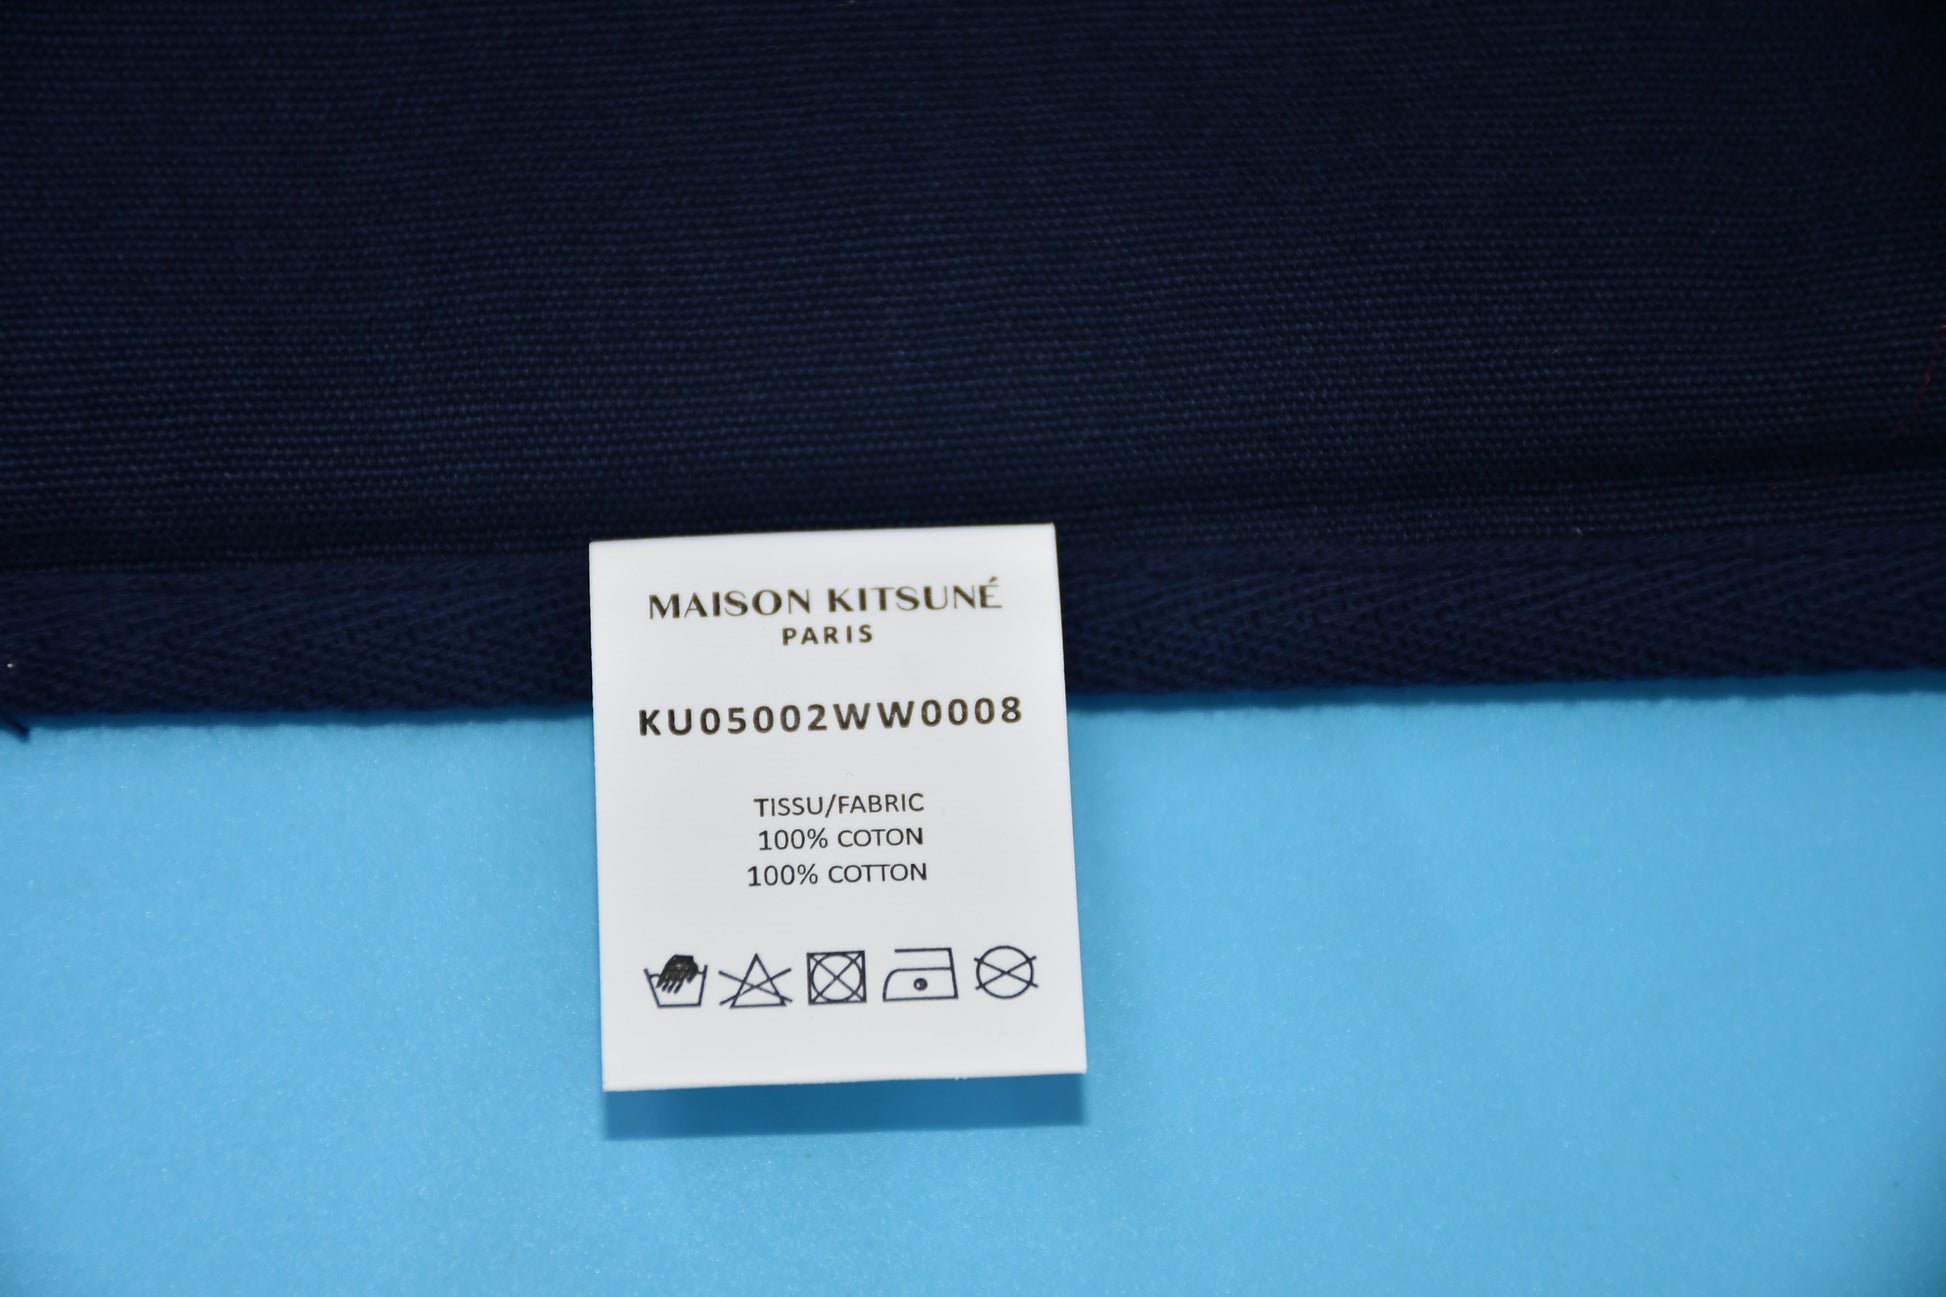 MAISON KITSUNÉ
PARIS
KU05002WW0008
TISSU/FABRIC
100% COTON
100% COTTON